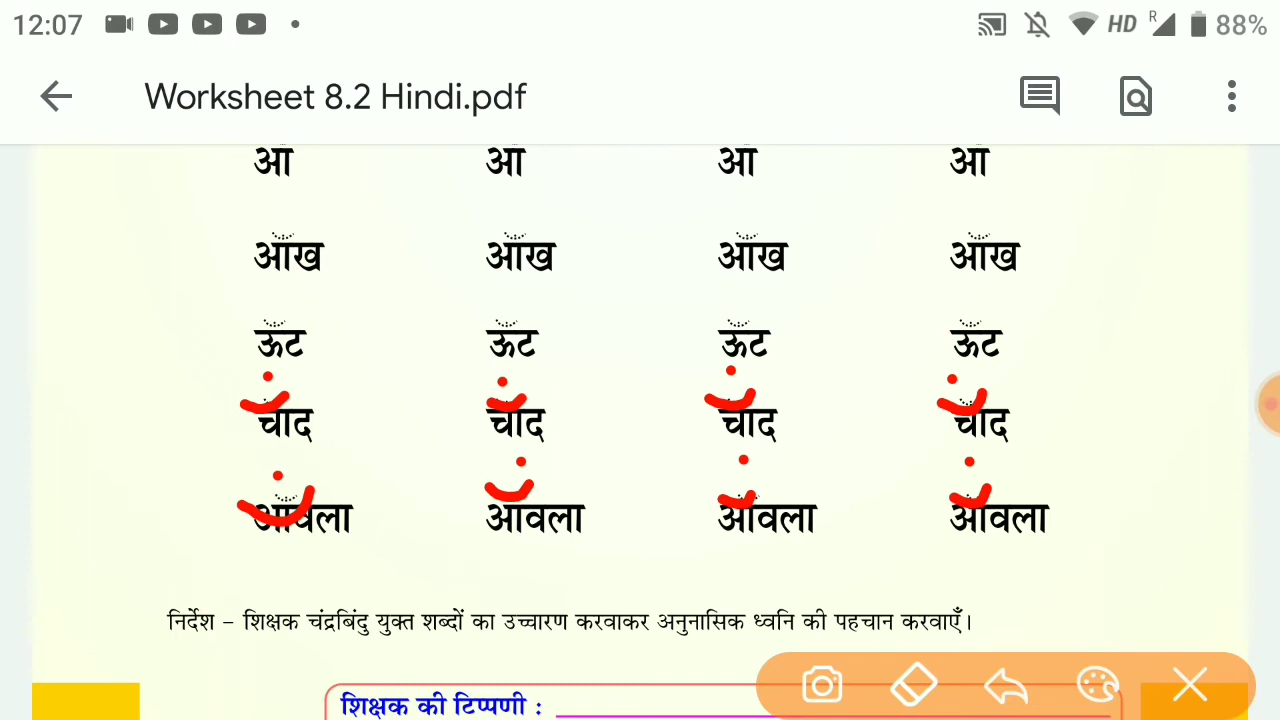 12:07 HD R 88%
Worksheet 8.2 Hindi.pdf
आँ आँ आँ आँ
आँख आँख आँख आँख
ऊँट ऊँट ऊँट ऊँट
चाँद चाँद चाँद चाँद
आँवला आँवला आँवला आँवला
निर्देश - शिक्षक चंद्रबिंदु युक्त शब्दों का उच्चारण करवाकर अनुनासिक ध्वनि की पहचान करवाएँ।
शिक्षक की टिप्पणी :